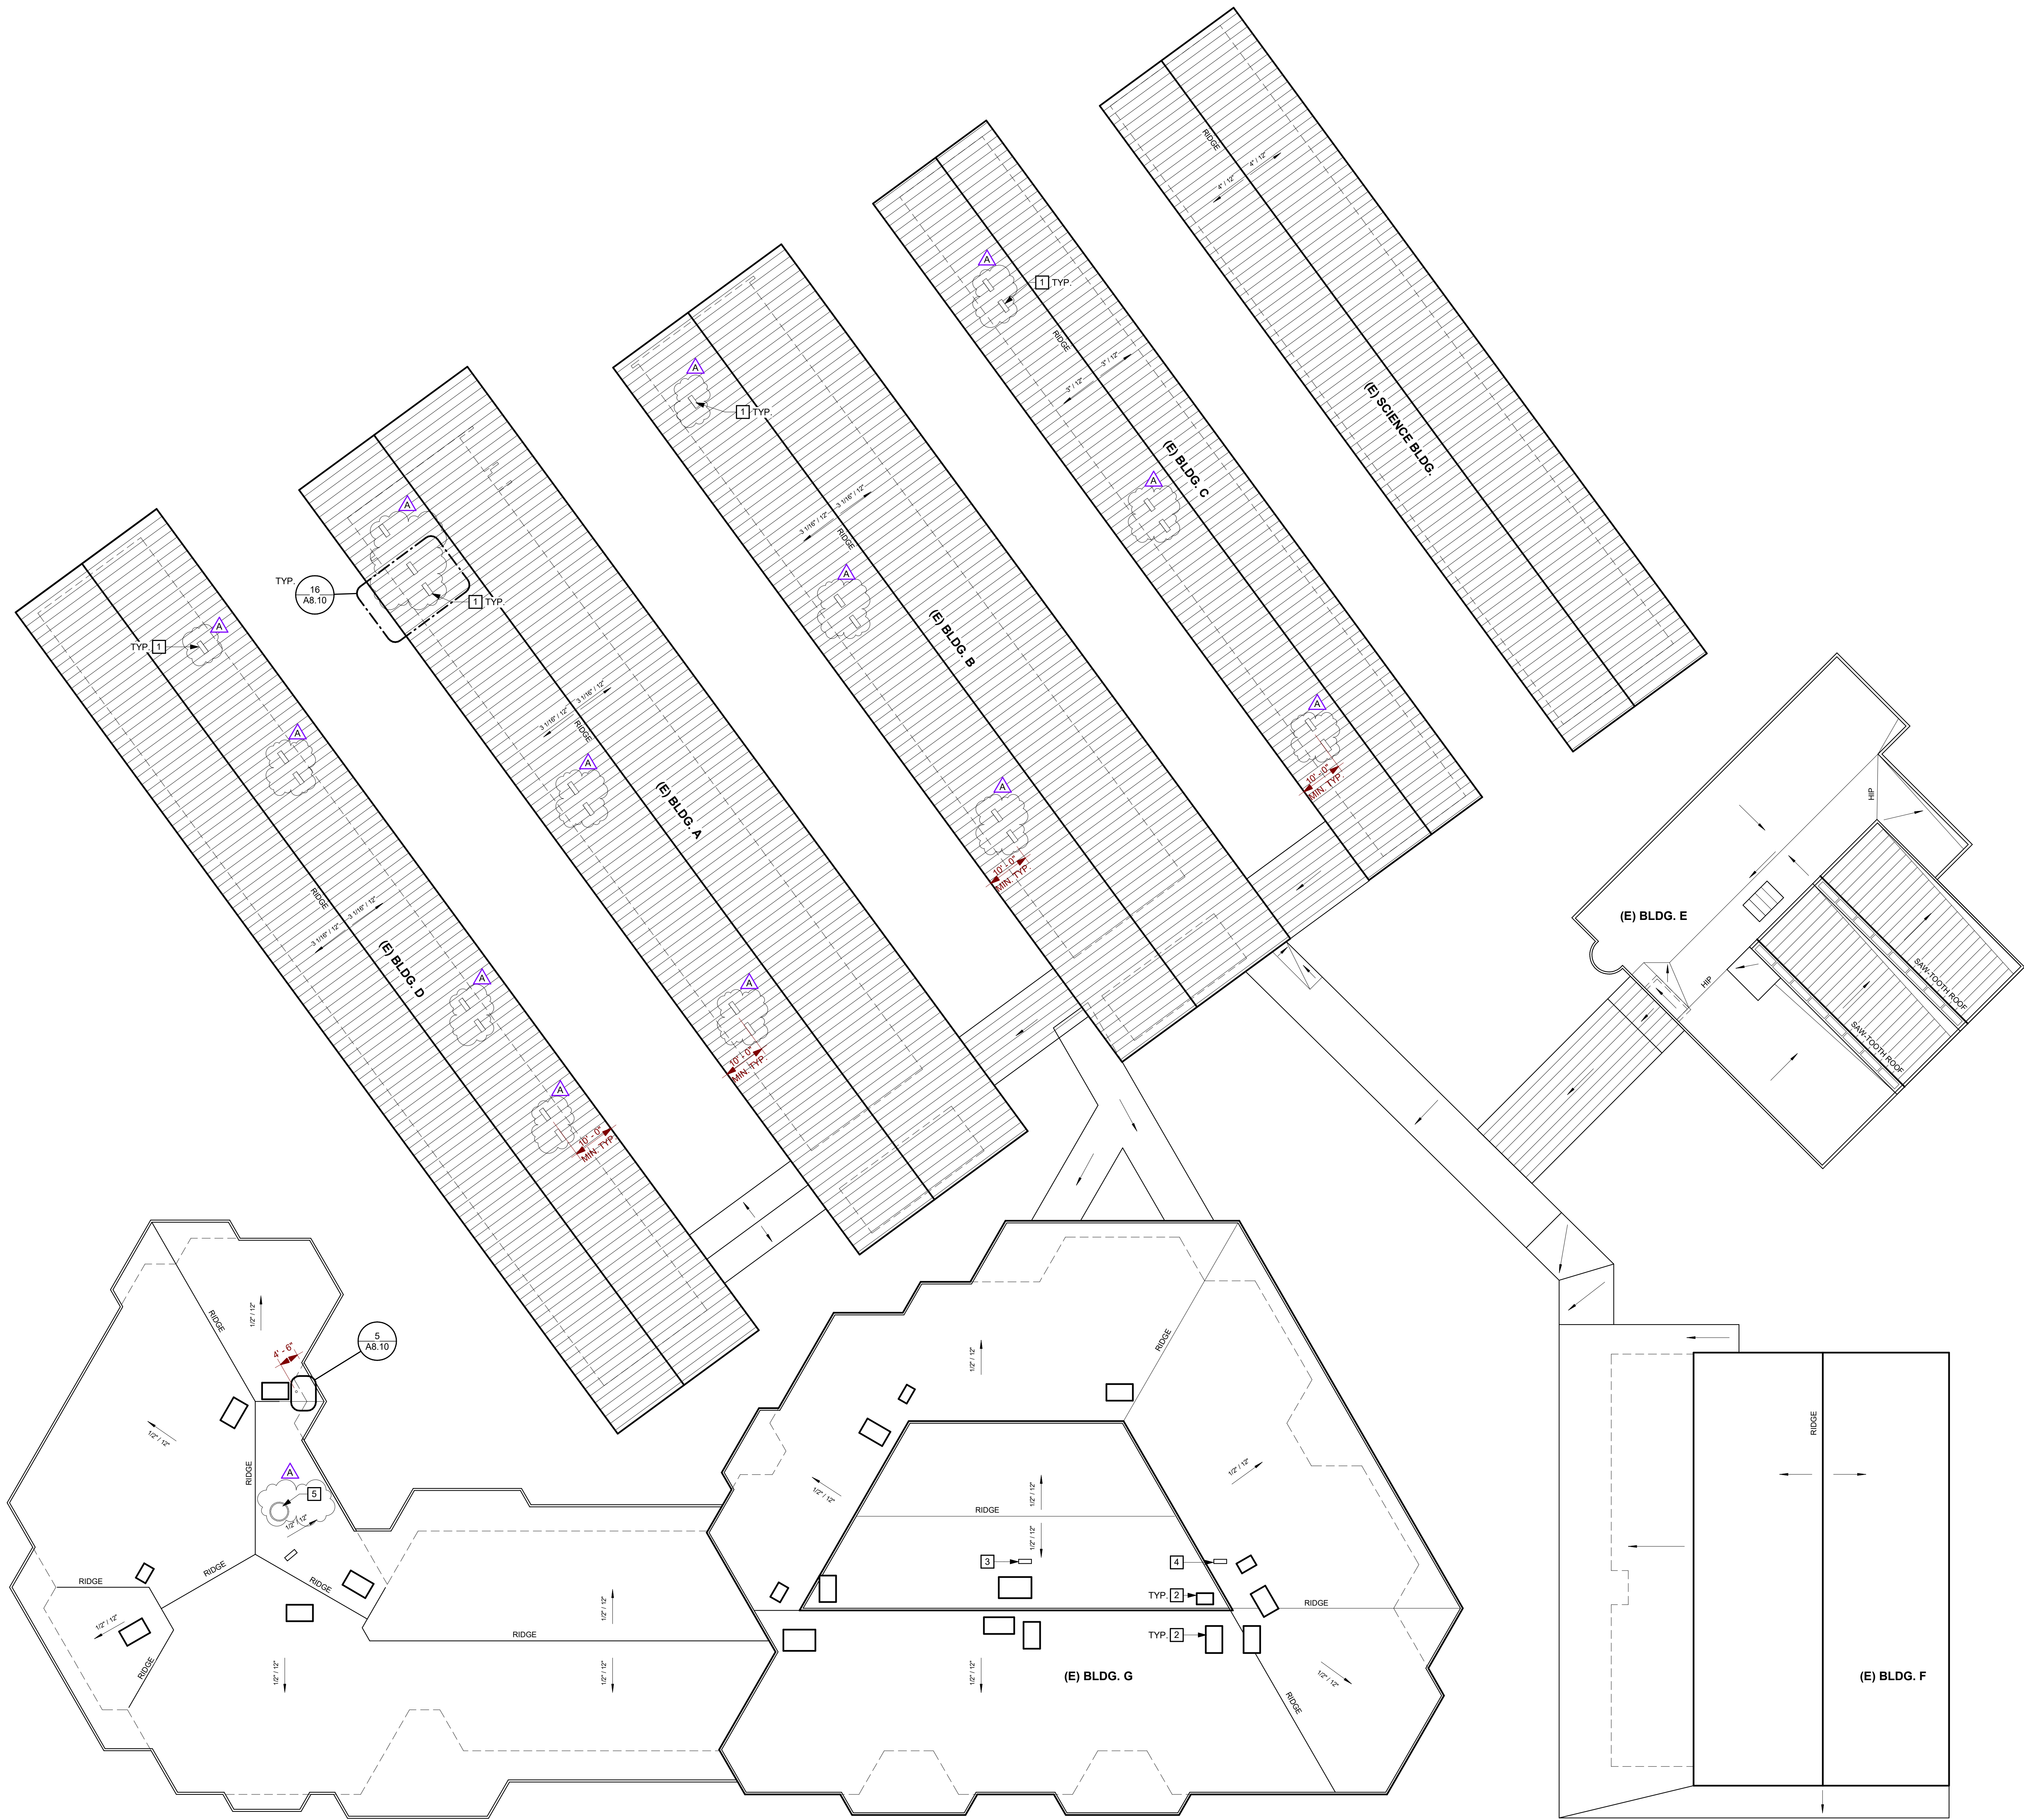 RIDGE
4" / 12"
4" / 12"
(E) SCIENCE BLDG.
A
1 TYP.
RIDGE
3" / 12"
3" / 12"
(E) BLDG. C
A
A
10' - 0"
MIN. TYP.
A
1 TYP.
3 1/16" / 12"
3 1/16" / 12"
RIDGE
A
(E) BLDG. B
A
10' - 0"
MIN. TYP.
A
TYP.
16
A8.10
1 TYP.
3 1/16" / 12"
3 1/16" / 12"
RIDGE
A
(E) BLDG. A
A
10' - 0"
MIN. TYP.
A
TYP. 1
A
RIDGE
3 1/16" / 12"
3 1/16" / 12"
(E) BLDG. D
A
A
10' - 0"
MIN. TYP.
HIP
(E) BLDG. E
HIP
SAW-TOOTH ROOF
SAW-TOOTH ROOF
RIDGE
1/2" / 12"
4' - 6"
5
A8.10
1/2" / 12"
RIDGE
A
5
1/2" / 12"
RIDGE
RIDGE
RIDGE
1/2" / 12"
RIDGE
1/2" / 12"
1/2" / 12"
RIDGE
1/2" / 12"
RIDGE
1/2" / 12"
1/2" / 12"
1/2" / 12"
1/2" / 12"
RIDGE
1/2" / 12"
3
4
TYP. 2
RIDGE
TYP. 2
1/2" / 12"
(E) BLDG. G
1/2" / 12"
RIDGE
RIDGE
(E) BLDG. F